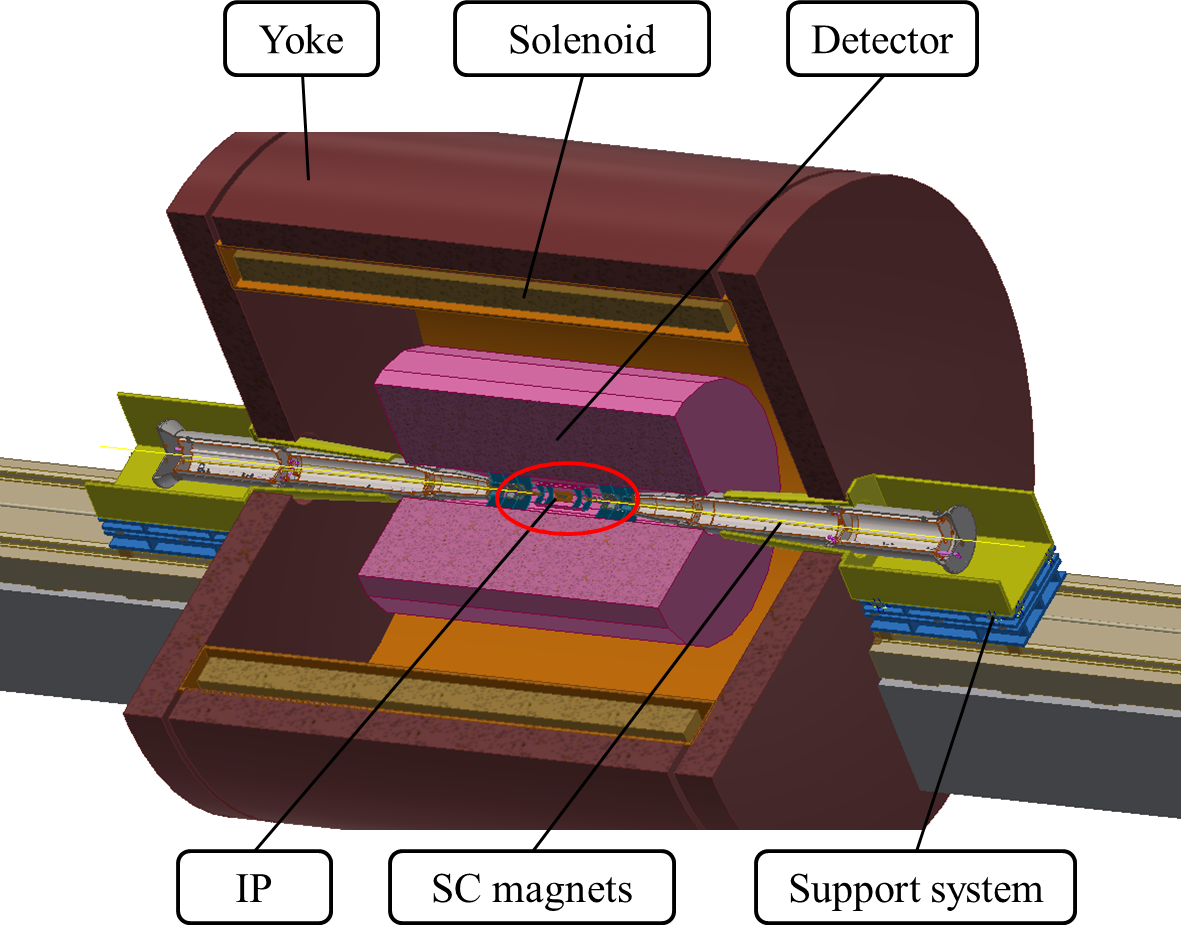 Yoke
Solenoid
Detector
IP
SC magnets
Support system